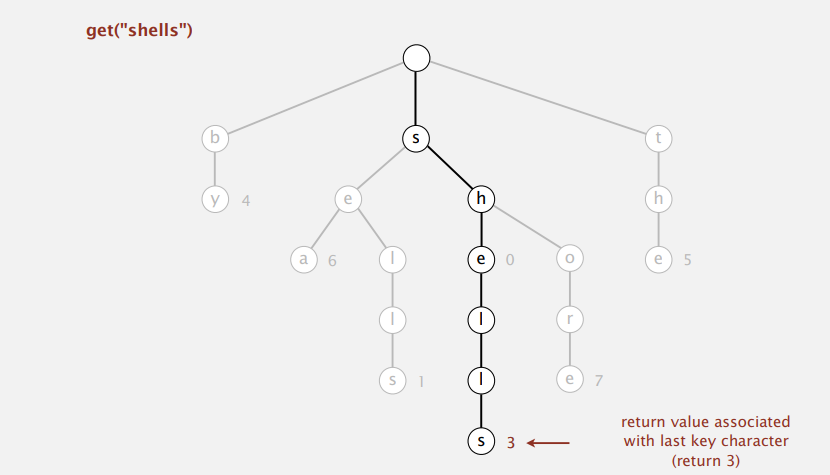 get("shells")
b s t
y 4 e h h
a 6 l e 0 o e 5
l l r
s 1 l e 7
s 3
return value associated
with last key character
(return 3)